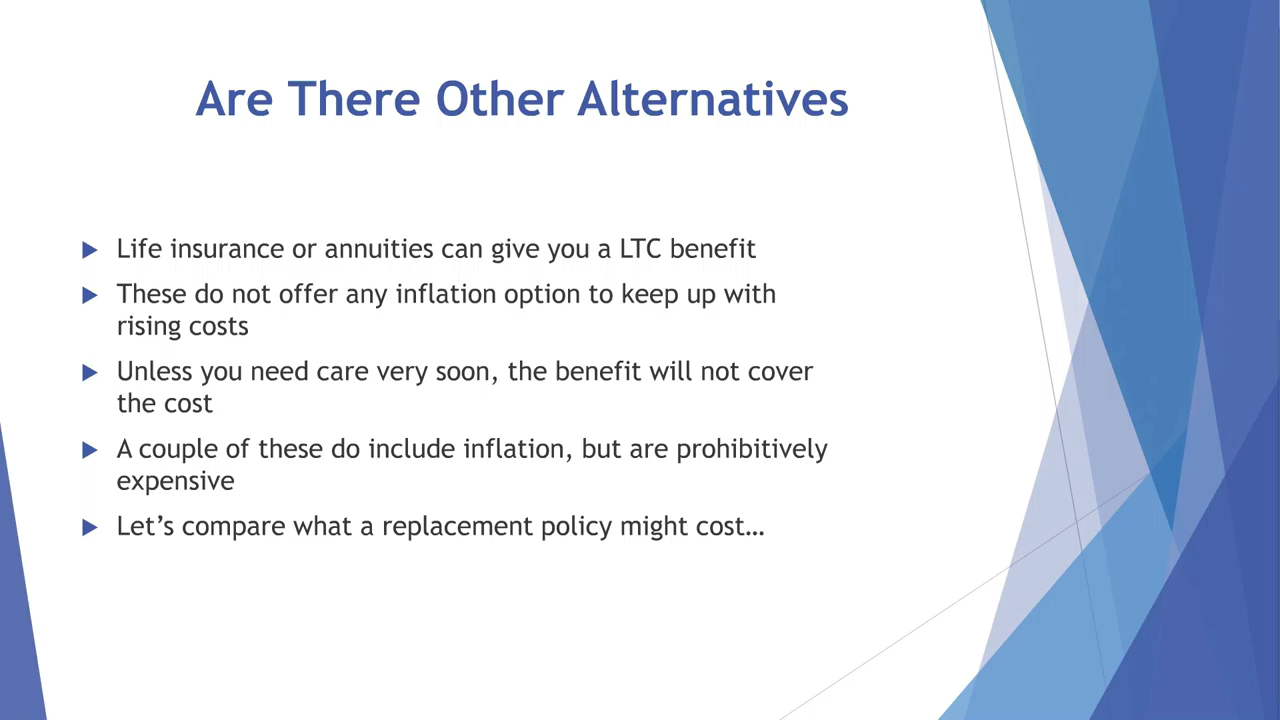 Are There Other Alternatives
Life insurance or annuities can give you a LTC benefit
These do not offer any inflation option to keep up with
rising costs
Unless you need care very soon, the benefit will not cover
the cost
A couple of these do include inflation, but are prohibitively
expensive
Let’s compare what a replacement policy might cost…